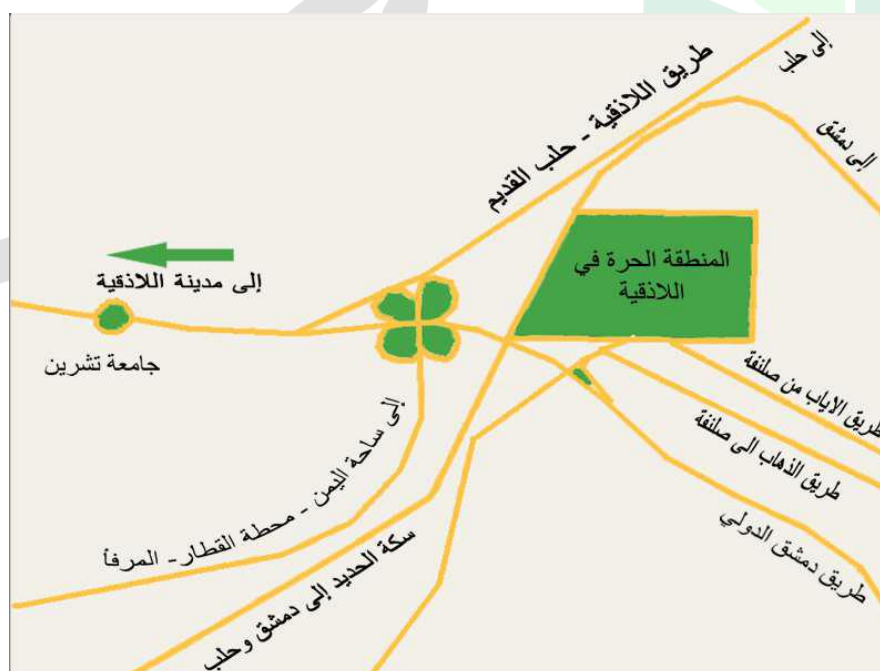 إلى حلب
طريق اللاذقية - حلب القديم
إلى دمشق
المنطقة الحرة في
اللاذقية
إلى مدينة اللاذقية
جامعة تشرين
طريق الاياب من صلنفة
طريق الذهاب الى صلنفة
طريق دمشق الدولي
إلى ساحة اليمن - محطة القطار - المرفأ
سكة الحديد إلى دمشق وحلب